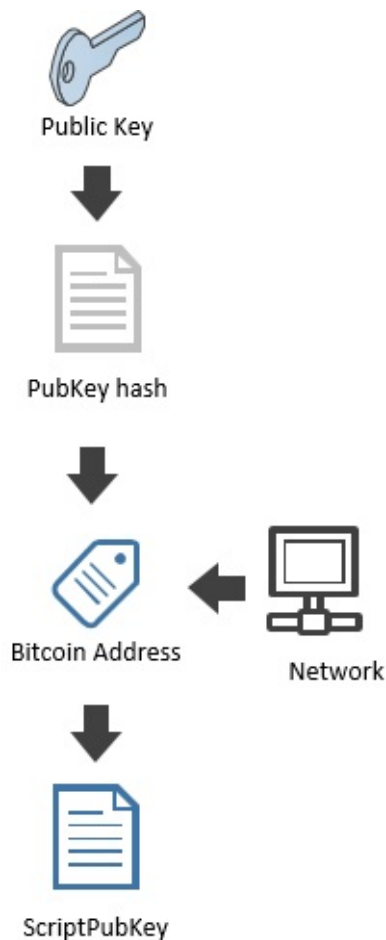 Public Key
PubKey hash
Bitcoin Address
Network
ScriptPubKey